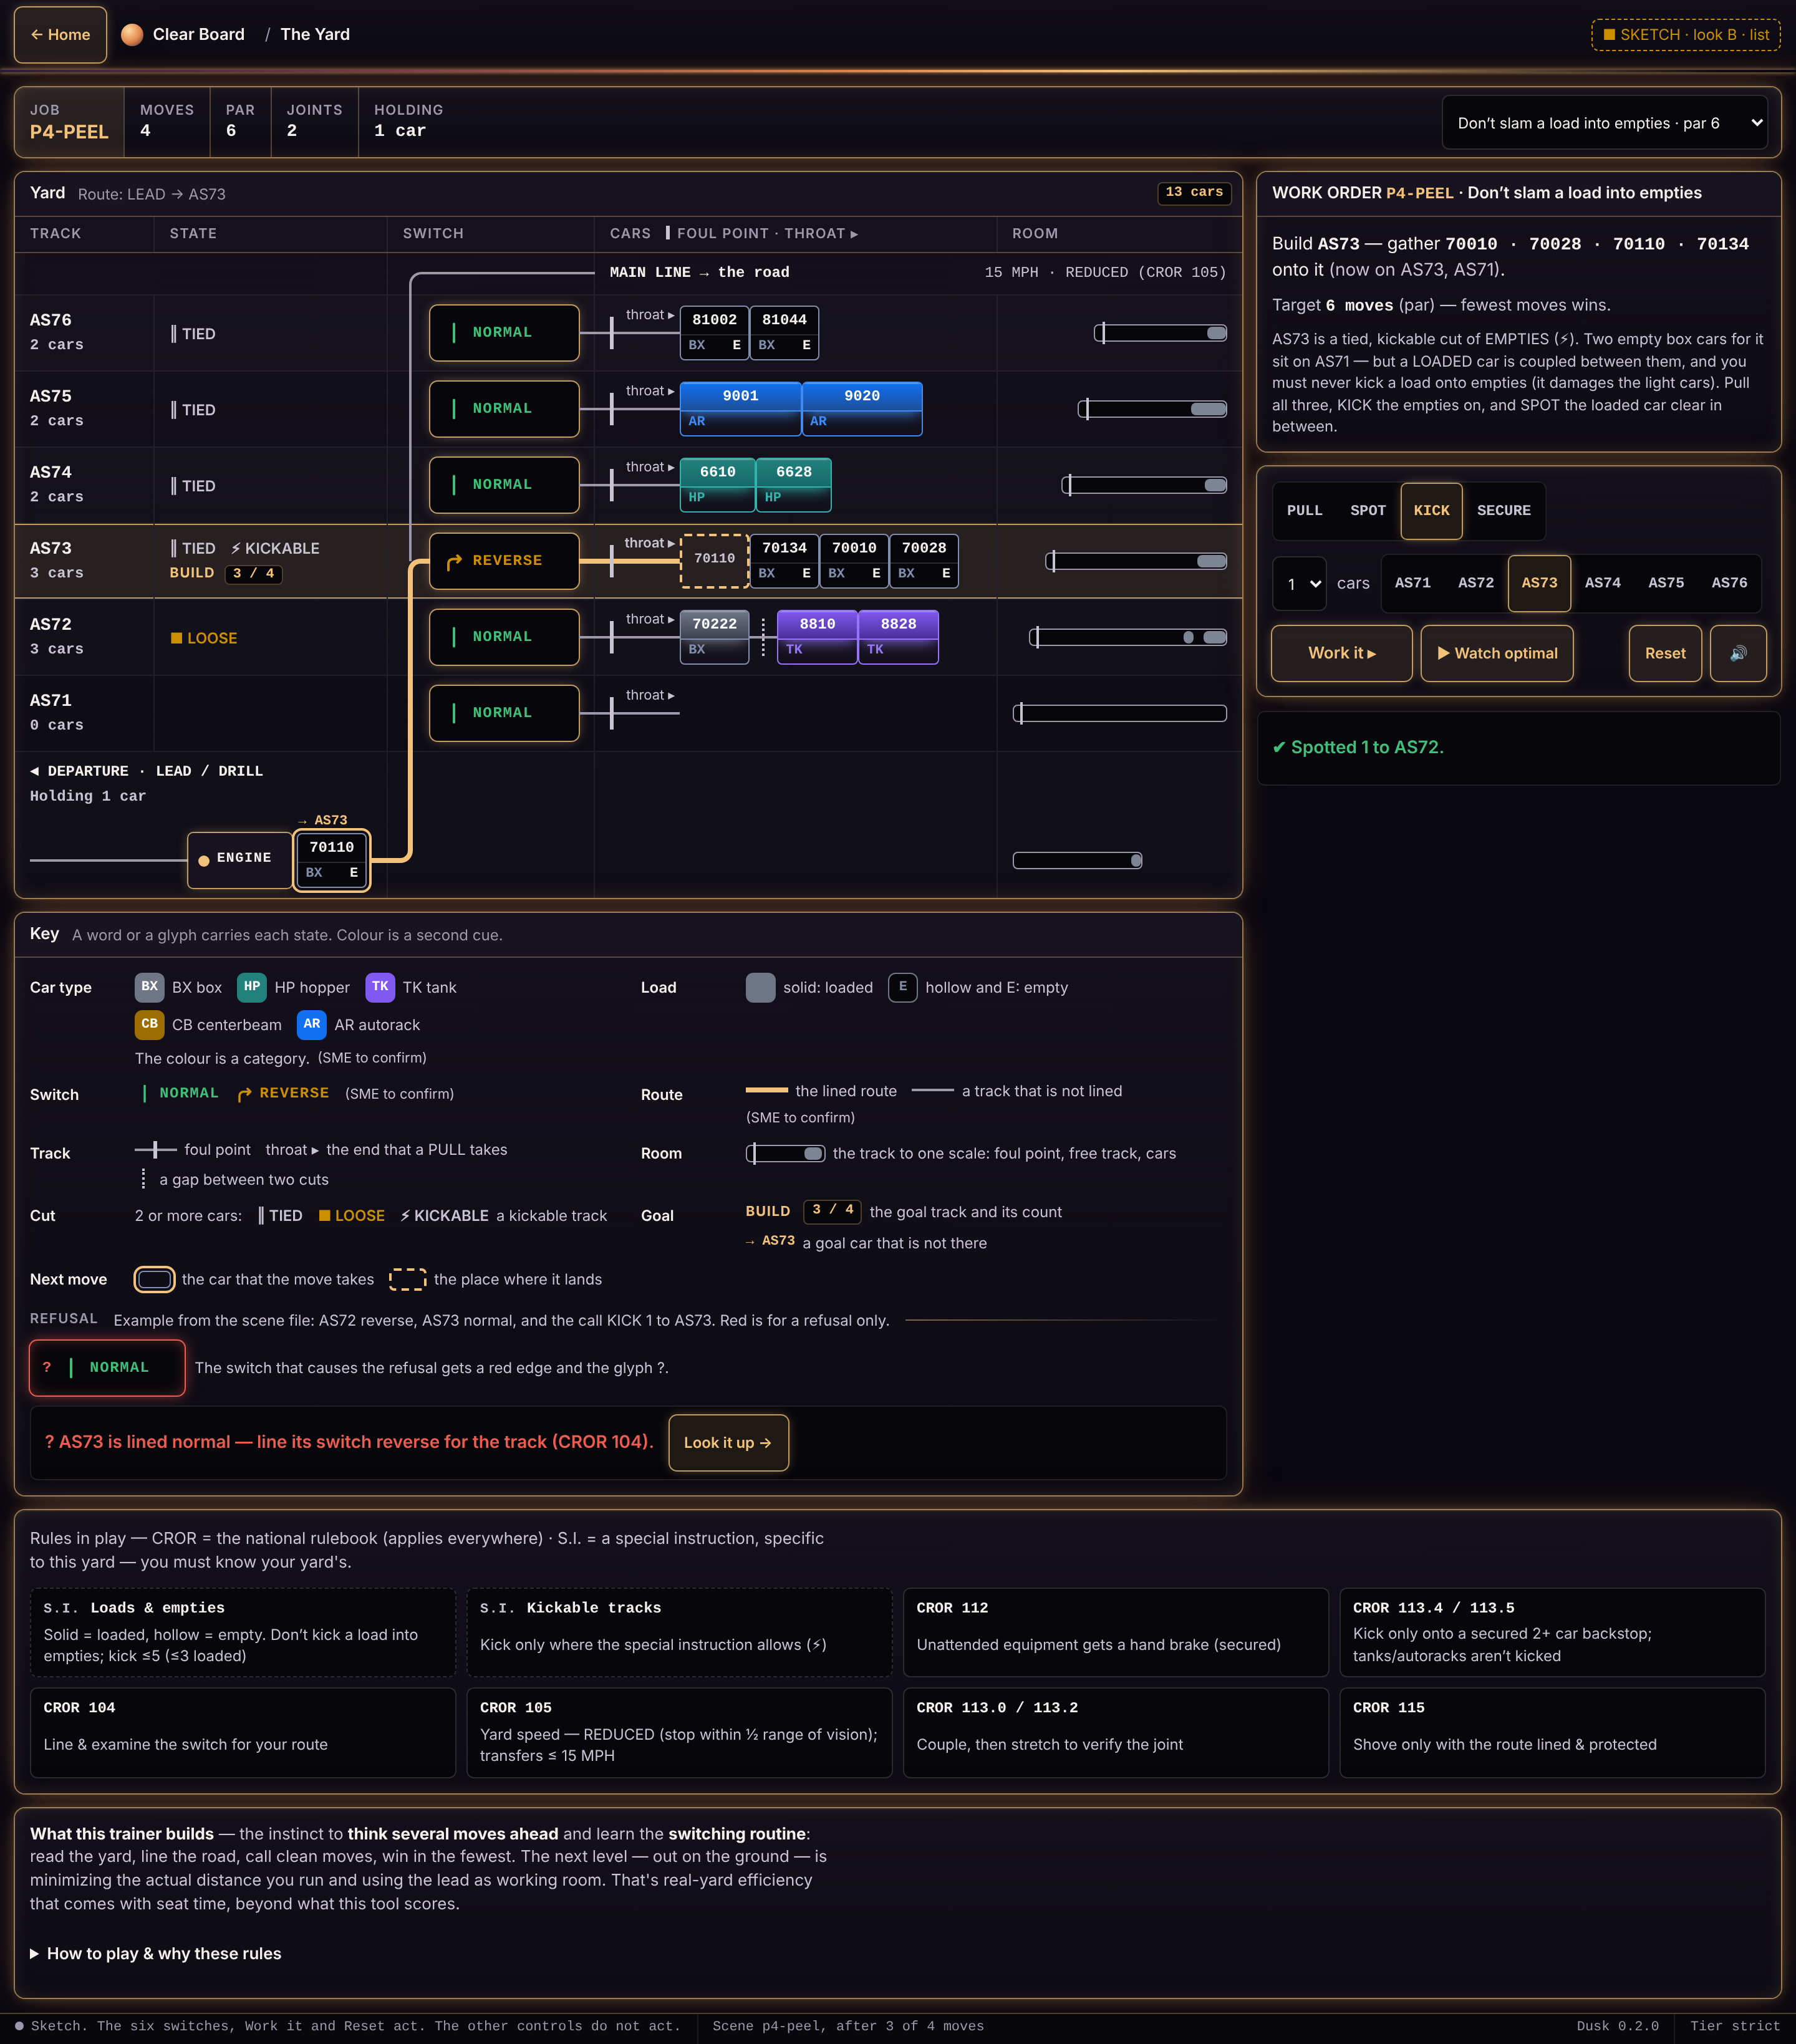 ← Home
Clear Board / The Yard
■ SKETCH · look B · list
JOB
P4-PEEL
MOVES
4
PAR
6
JOINTS
2
HOLDING
1 car
Don’t slam a load into empties · par 6
Yard Route: LEAD → AS73
13 cars
TRACK STATE SWITCH CARS FOUL POINT · THROAT ▸ ROOM
MAIN LINE → the road
15 MPH · REDUCED (CROR 105)
AS76
2 cars
TIED
NORMAL
throat ▸
81002
BX E
81044
BX E
AS75
2 cars
TIED
NORMAL
throat ▸
9001
AR
9020
AR
AS74
2 cars
TIED
NORMAL
throat ▸
6610
HP
6628
HP
AS73
3 cars
TIED ⚡ KICKABLE
BUILD 3 / 4
REVERSE
throat ▸
70110
70134
BX E
70010
BX E
70028
BX E
AS72
3 cars
■ LOOSE
NORMAL
throat ▸
70222
BX
8810
TK
8828
TK
AS71
0 cars
NORMAL
throat ▸
◄ DEPARTURE · LEAD / DRILL
Holding 1 car
→ AS73
ENGINE
70110
BX E
WORK ORDER P4-PEEL · Don’t slam a load into empties
Build AS73 — gather 70010 · 70028 · 70110 · 70134
onto it (now on AS73, AS71).
Target 6 moves (par) — fewest moves wins.
AS73 is a tied, kickable cut of EMPTIES (⚡). Two empty box cars for it
sit on AS71 — but a LOADED car is coupled between them, and you
must never kick a load onto empties (it damages the light cars). Pull
all three, KICK the empties on, and SPOT the loaded car clear in
between.
PULL SPOT KICK SECURE
1 cars AS71 AS72 AS73 AS74 AS75 AS76
Work it ▸
▶ Watch optimal
Reset
🔊
✔ Spotted 1 to AS72.
Key A word or a glyph carries each state. Colour is a second cue.
Car type
BX BX box HP HP hopper TK TK tank
CB CB centerbeam AR AR autorack
The colour is a category. (SME to confirm)
Load
solid: loaded E hollow and E: empty
Switch
NORMAL REVERSE (SME to confirm)
Route
the lined route a track that is not lined
(SME to confirm)
Track
foul point throat ▸ the end that a PULL takes
a gap between two cuts
Room
the track to one scale: foul point, free track, cars
Cut
2 or more cars: TIED ■ LOOSE ⚡ KICKABLE a kickable track
Goal
BUILD 3 / 4 the goal track and its count
→ AS73 a goal car that is not there
Next move
the car that the move takes the place where it lands
REFUSAL Example from the scene file: AS72 reverse, AS73 normal, and the call KICK 1 to AS73. Red is for a refusal only.
? NORMAL
The switch that causes the refusal gets a red edge and the glyph ?.
? AS73 is lined normal — line its switch reverse for the track (CROR 104).
Look it up →
Rules in play — CROR = the national rulebook (applies everywhere) · S.I. = a special instruction, specific
to this yard — you must know your yard's.
S.I. Loads & empties
Solid = loaded, hollow = empty. Don’t kick a load into
empties; kick ≤5 (≤3 loaded)
S.I. Kickable tracks
Kick only where the special instruction allows (⚡)
CROR 112
Unattended equipment gets a hand brake (secured)
CROR 113.4 / 113.5
Kick only onto a secured 2+ car backstop;
tanks/autoracks aren’t kicked
CROR 104
Line & examine the switch for your route
CROR 105
Yard speed — REDUCED (stop within ½ range of vision);
transfers ≤ 15 MPH
CROR 113.0 / 113.2
Couple, then stretch to verify the joint
CROR 115
Shove only with the route lined & protected
What this trainer builds — the instinct to think several moves ahead and learn the switching routine:
read the yard, line the road, call clean moves, win in the fewest. The next level — out on the ground — is
minimizing the actual distance you run and using the lead as working room. That's real-yard efficiency
that comes with seat time, beyond what this tool scores.
▶ How to play & why these rules
● Sketch. The six switches, Work it and Reset act. The other controls do not act.
Scene p4-peel, after 3 of 4 moves
Dusk 0.2.0
Tier strict